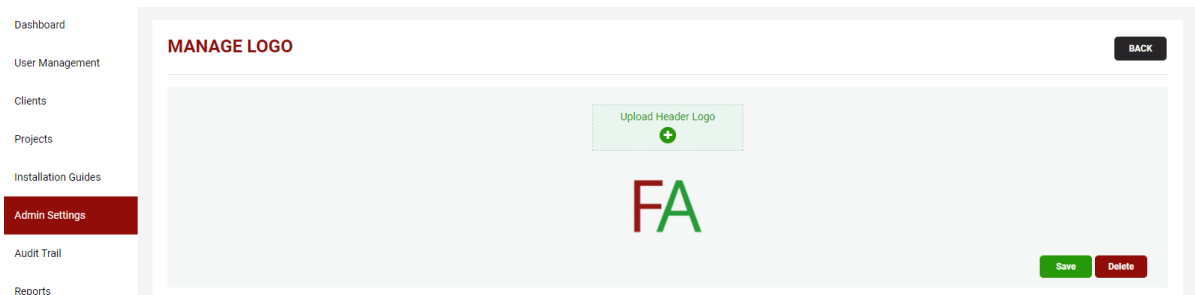 Dashboard
User Management
Clients
Projects
Installation Guides
Admin Settings
Audit Trail
Reports
MANAGE LOGO
BACK
Upload Header Logo
FA
Save
Delete